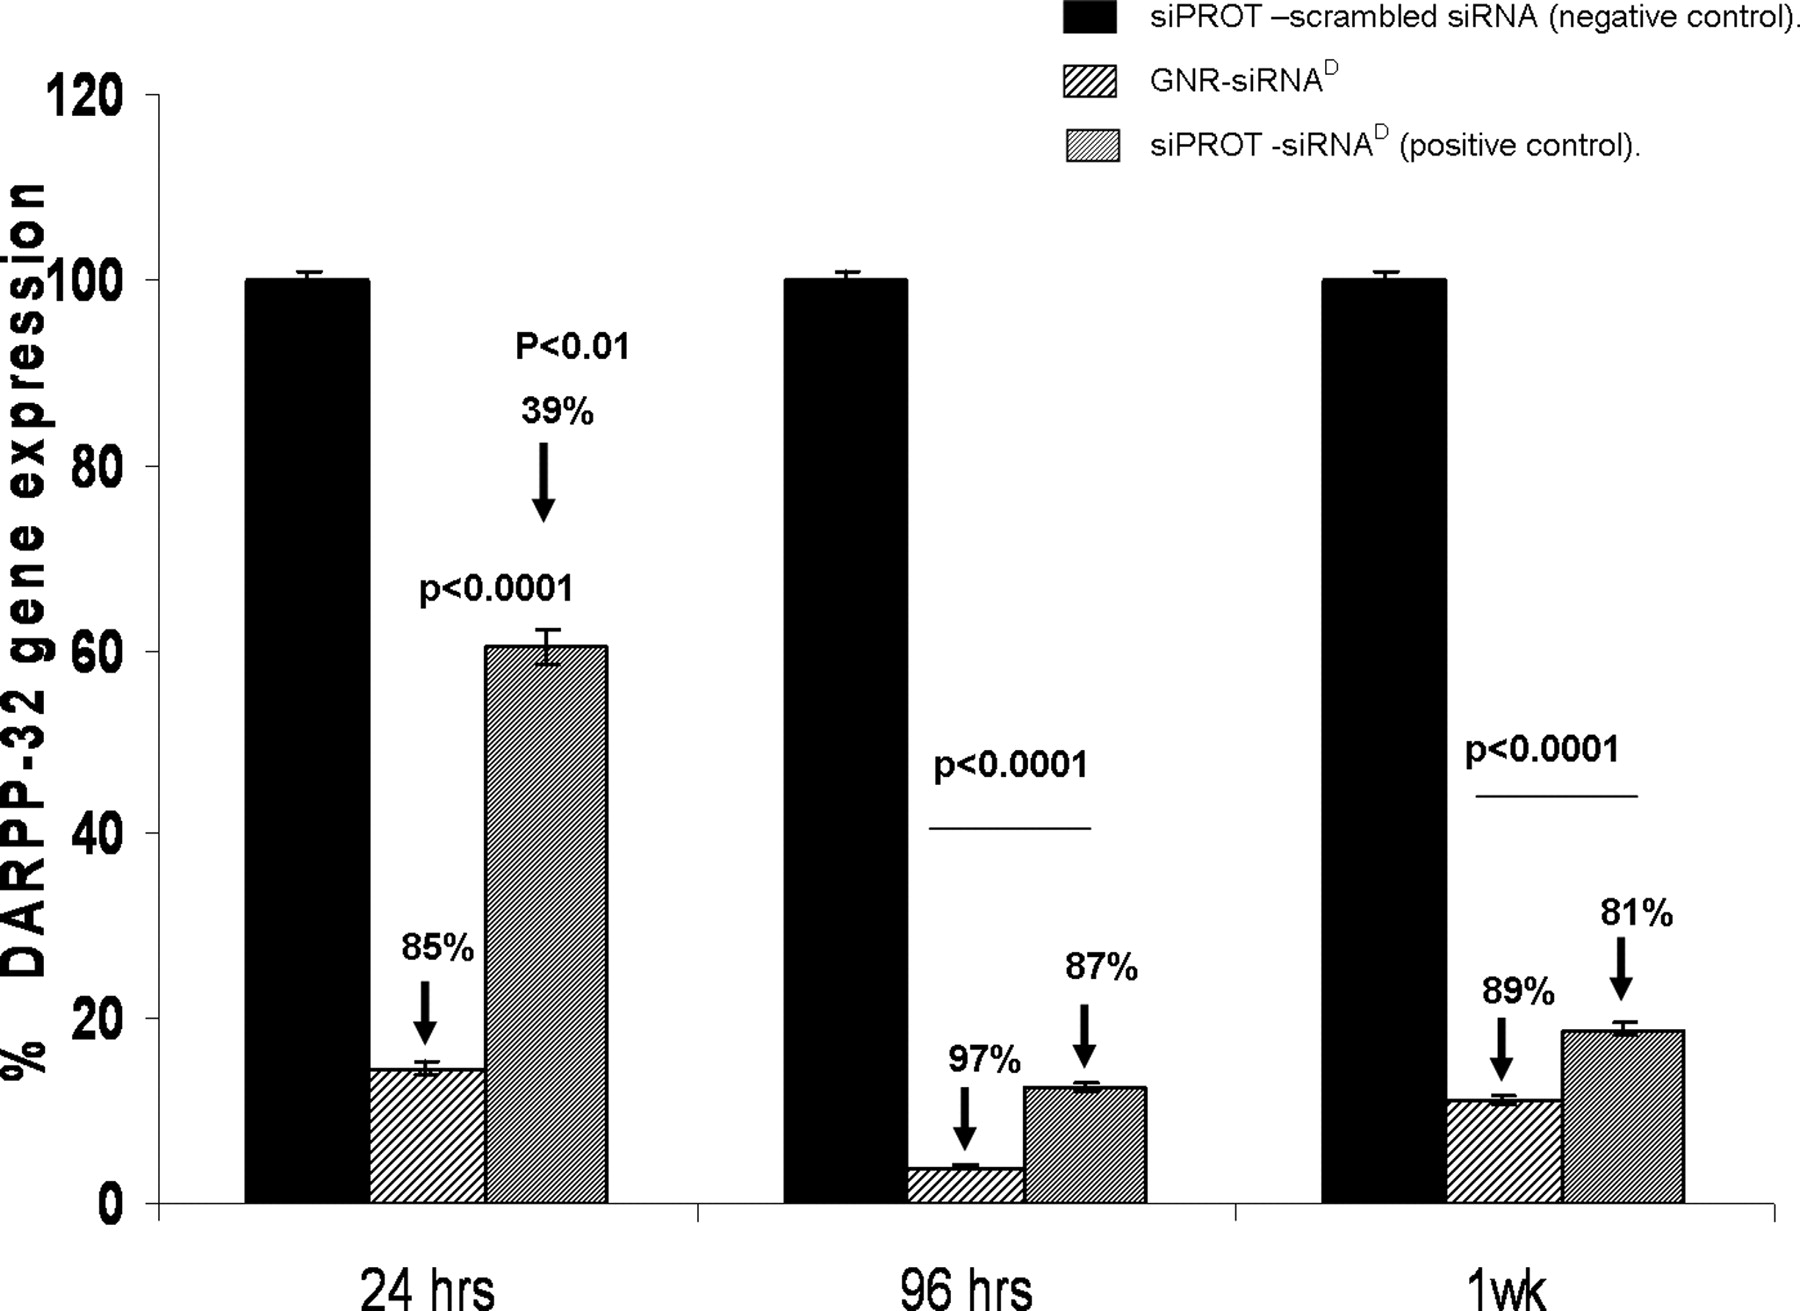 siPROT –scrambled siRNA (negative control).
GNR-siRNAᴰ
siPROT -siRNAᴰ (positive control).
% DARPP-32 gene expression
120
100
80
60
40
20
0
P<0.01
39%
p<0.0001
85%
p<0.0001
97%
87%
p<0.0001
89%
81%
24 hrs
96 hrs
1wk